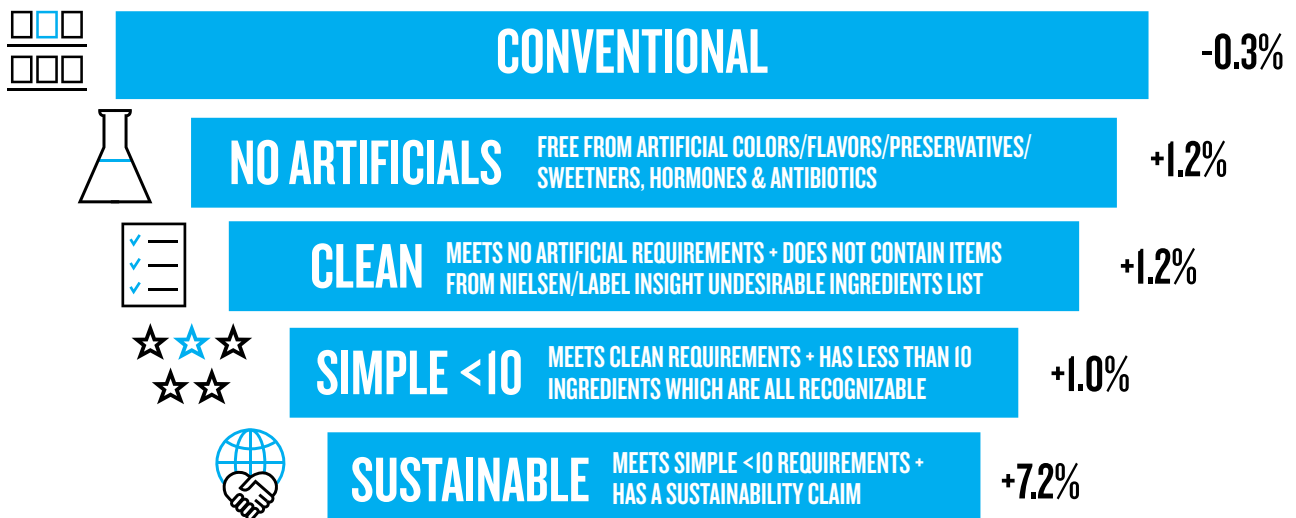 CONVENTIONAL -0.3%
NO ARTIFICIALS FREE FROM ARTIFICIAL COLORS/FLAVORS/PRESERVATIVES/
SWEETNERS, HORMONES & ANTIBIOTICS +1.2%
CLEAN MEETS NO ARTIFICIAL REQUIREMENTS + DOES NOT CONTAIN ITEMS
FROM NIELSEN/LABEL INSIGHT UNDESIRABLE INGREDIENTS LIST +1.2%
SIMPLE <10 MEETS CLEAN REQUIREMENTS + HAS LESS THAN 10
INGREDIENTS WHICH ARE ALL RECOGNIZABLE +1.0%
SUSTAINABLE MEETS SIMPLE <10 REQUIREMENTS +
HAS A SUSTAINABILITY CLAIM +7.2%